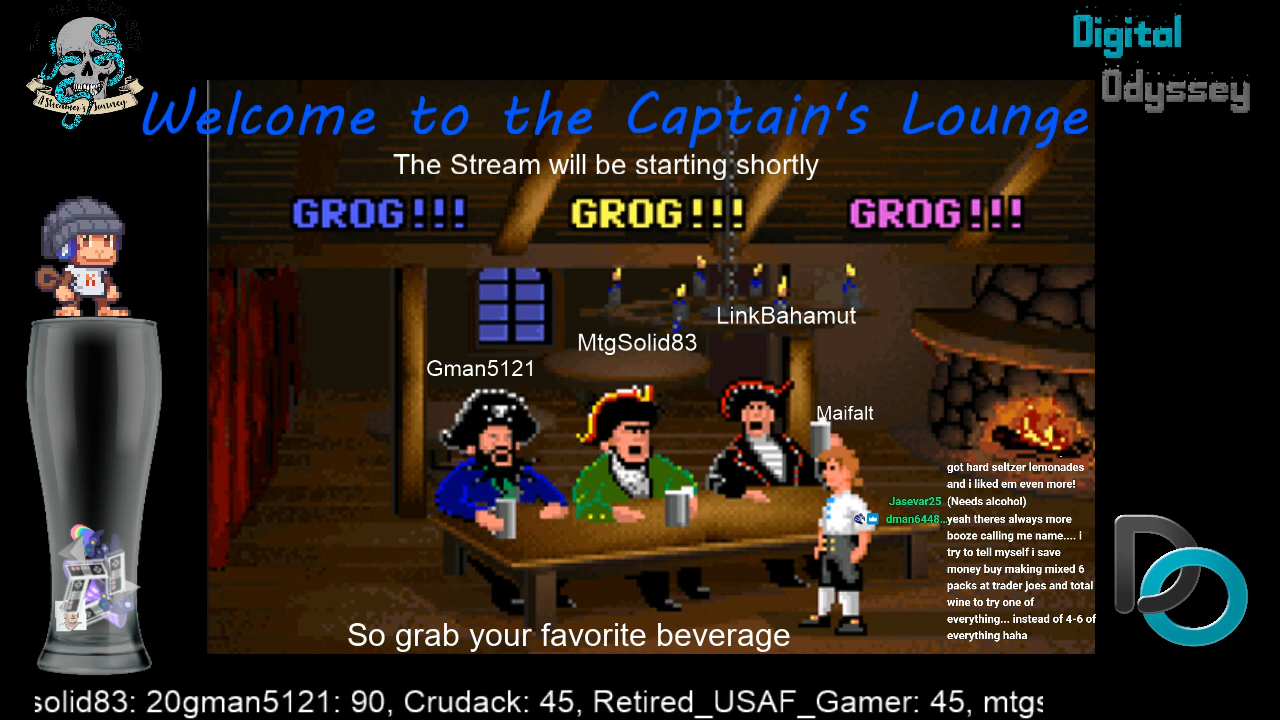 Digital
Odyssey
A Streamer's Journey
Welcome to the Captain's Lounge
The Stream will be starting shortly
GROG!!! GROG!!! GROG!!!
LinkBahamut
MtgSolid83
Gman5121
Maifalt
got hard seltzer lemonades
and i liked em even more!
Jasevar25 (Needs alcohol)
dman6448... yeah theres always more
booze calling me name.... i
try to tell myself i save
money buy making mixed 6
packs at trader joes and total
wine to try one of
everything... instead of 4-6 of
everything haha
So grab your favorite beverage
DO
solid83: 20gman5121: 90, Crudack: 45, Retired_USAF_Gamer: 45, mtgs